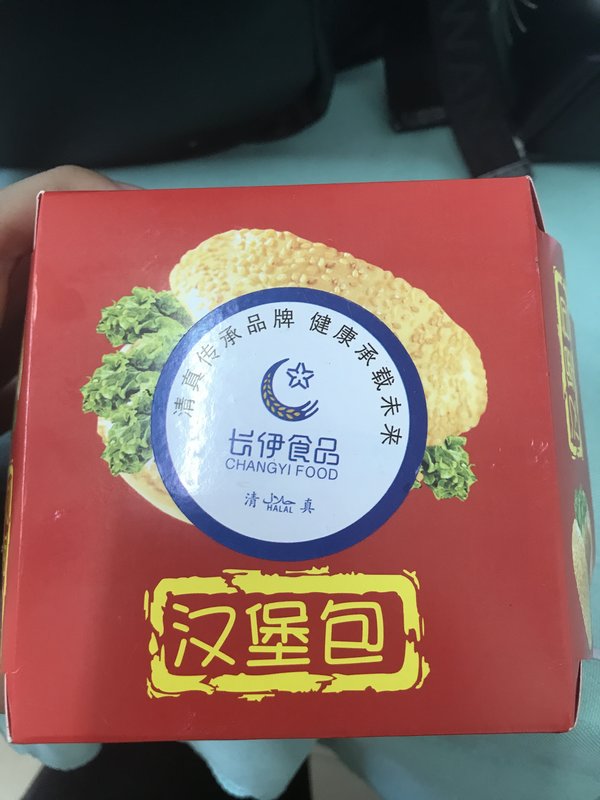 清真传承品牌 健康承载未来
长伊食品
CHANGYI FOOD
清 حلال 真
HALAL
汉堡包